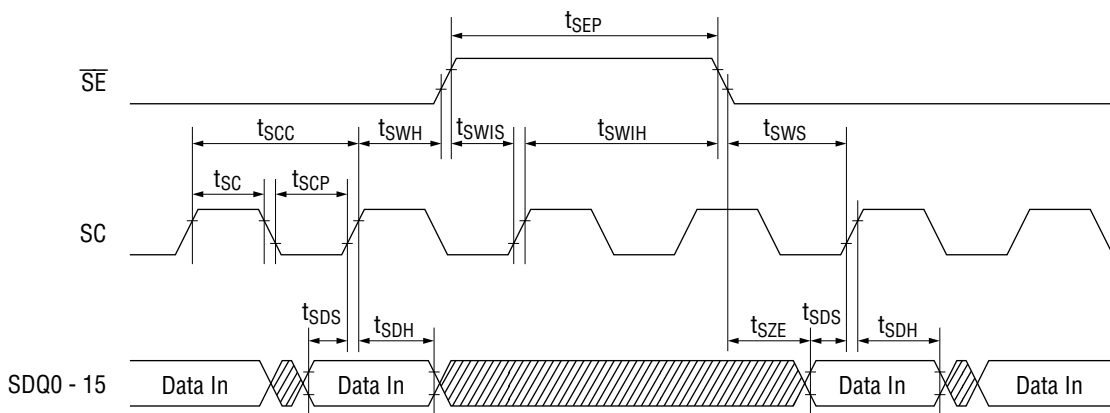 tSEP
SE
tSCC tSWH tSWIS tSWIH tSWS
tSC tSCP
SC
tSDS tSDH tSZE tSDS tSDH
SDQ0 - 15 Data In Data In Data In Data In